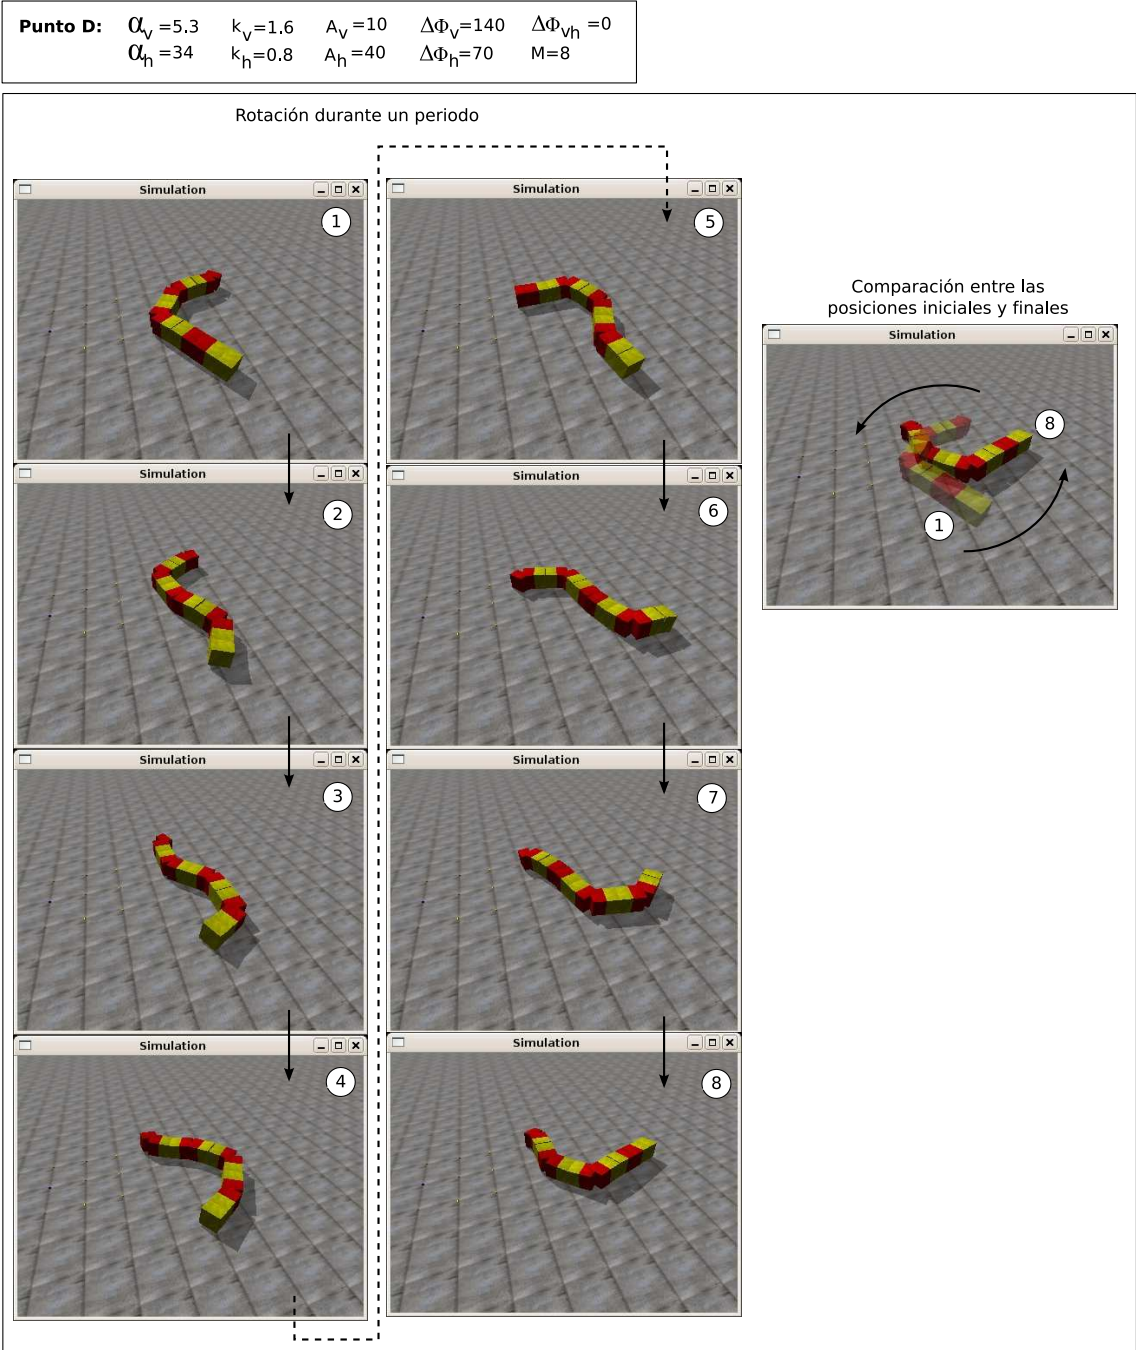 Punto D: αv=5.3 kv=1.6 Av=10 ΔΦv=140 ΔΦvh=0
αh=34 kh=0.8 Ah=40 ΔΦh=70 M=8
Rotación durante un periodo
Simulation
1
Simulation
5
Comparación entre las
posiciones iniciales y finales
Simulation
8
1
Simulation
2
Simulation
6
Simulation
3
Simulation
7
Simulation
4
Simulation
8